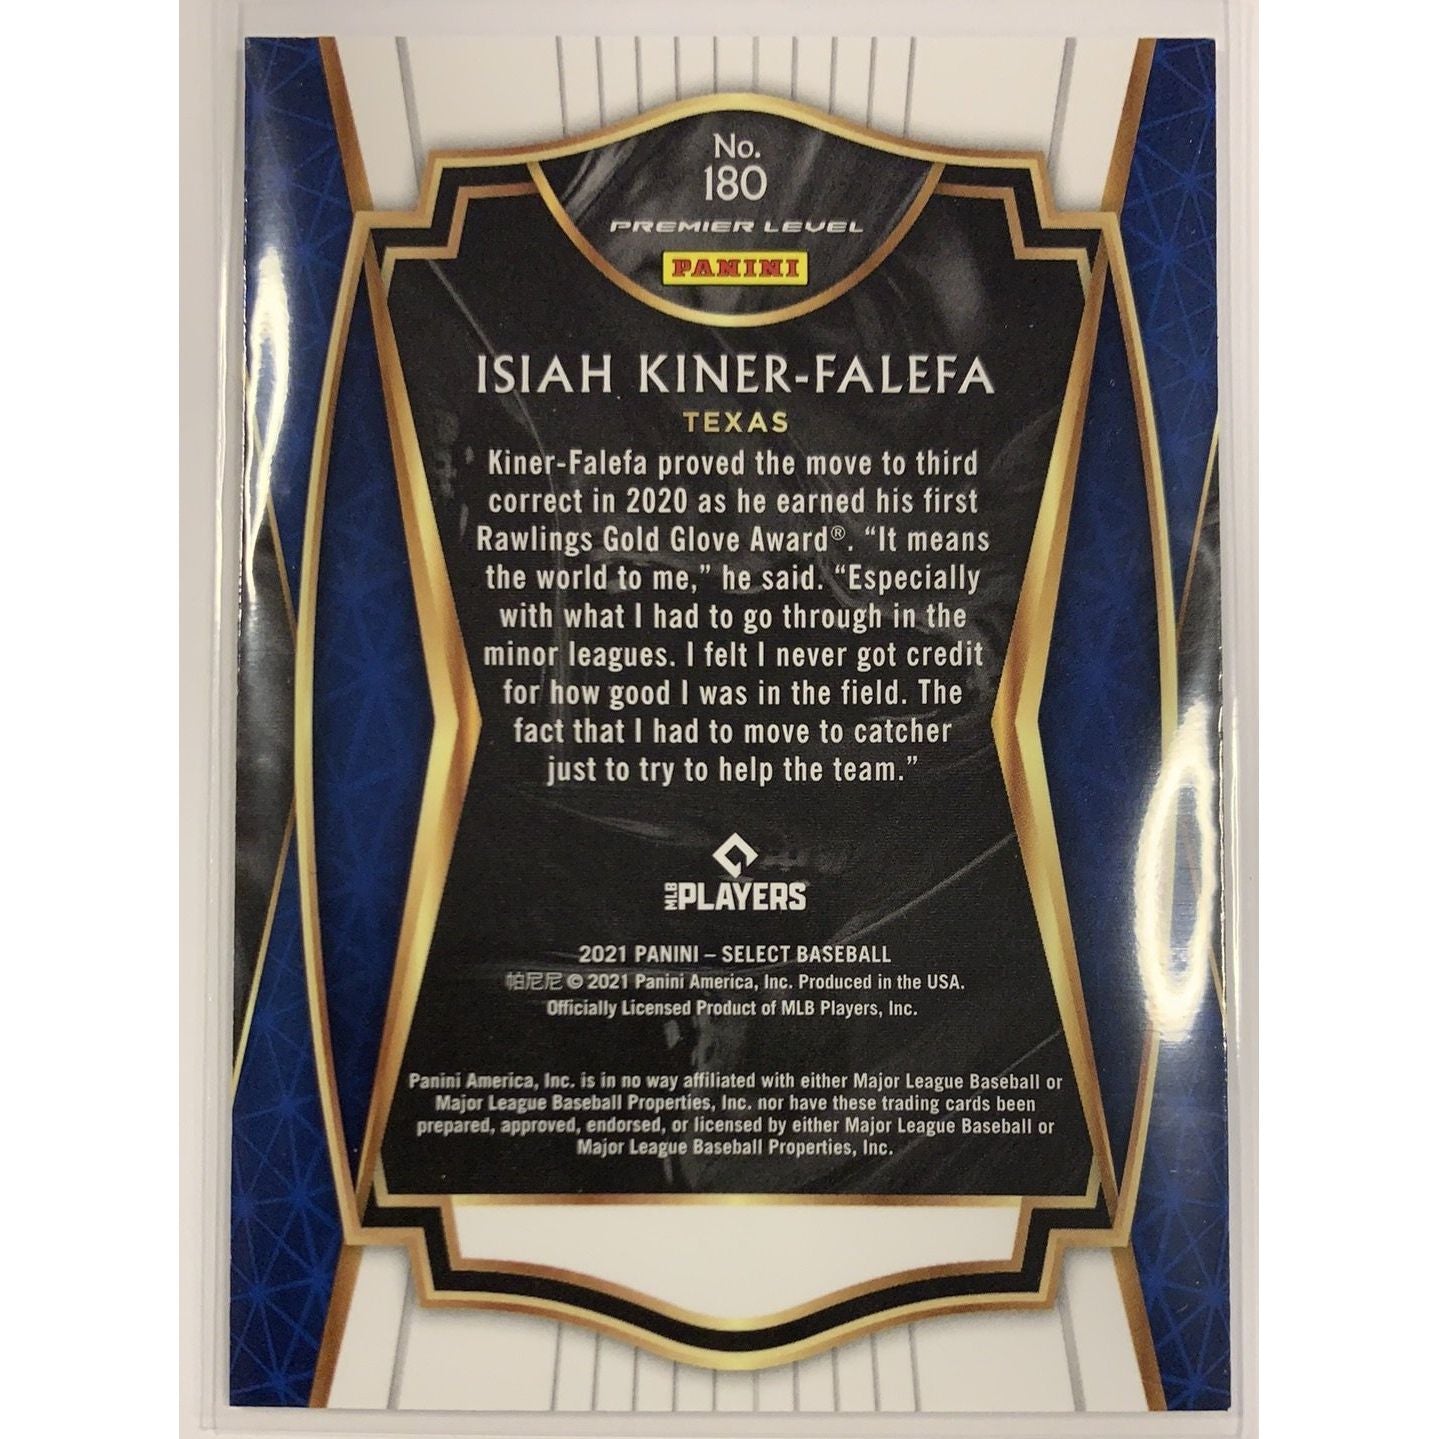 No.
180
PREMIER LEVEL
PANINI
ISIAH KINER-FALEFA
TEXAS
Kiner-Falefa proved the move to third
correct in 2020 as he earned his first
Rawlings Gold Glove Award®. “It means
the world to me,” he said. “Especially
with what I had to go through in the
minor leagues. I felt I never got credit
for how good I was in the field. The
fact that I had to move to catcher
just to try to help the team.”
MLB PLAYERS
2021 PANINI – SELECT BASEBALL
帕尼尼 © 2021 Panini America, Inc. Produced in the USA.
Officially Licensed Product of MLB Players, Inc.
Panini America, Inc. is in no way affiliated with either Major League Baseball or
Major League Baseball Properties, Inc. nor have these trading cards been
prepared, approved, endorsed, or licensed by either Major League Baseball or
Major League Baseball Properties, Inc.